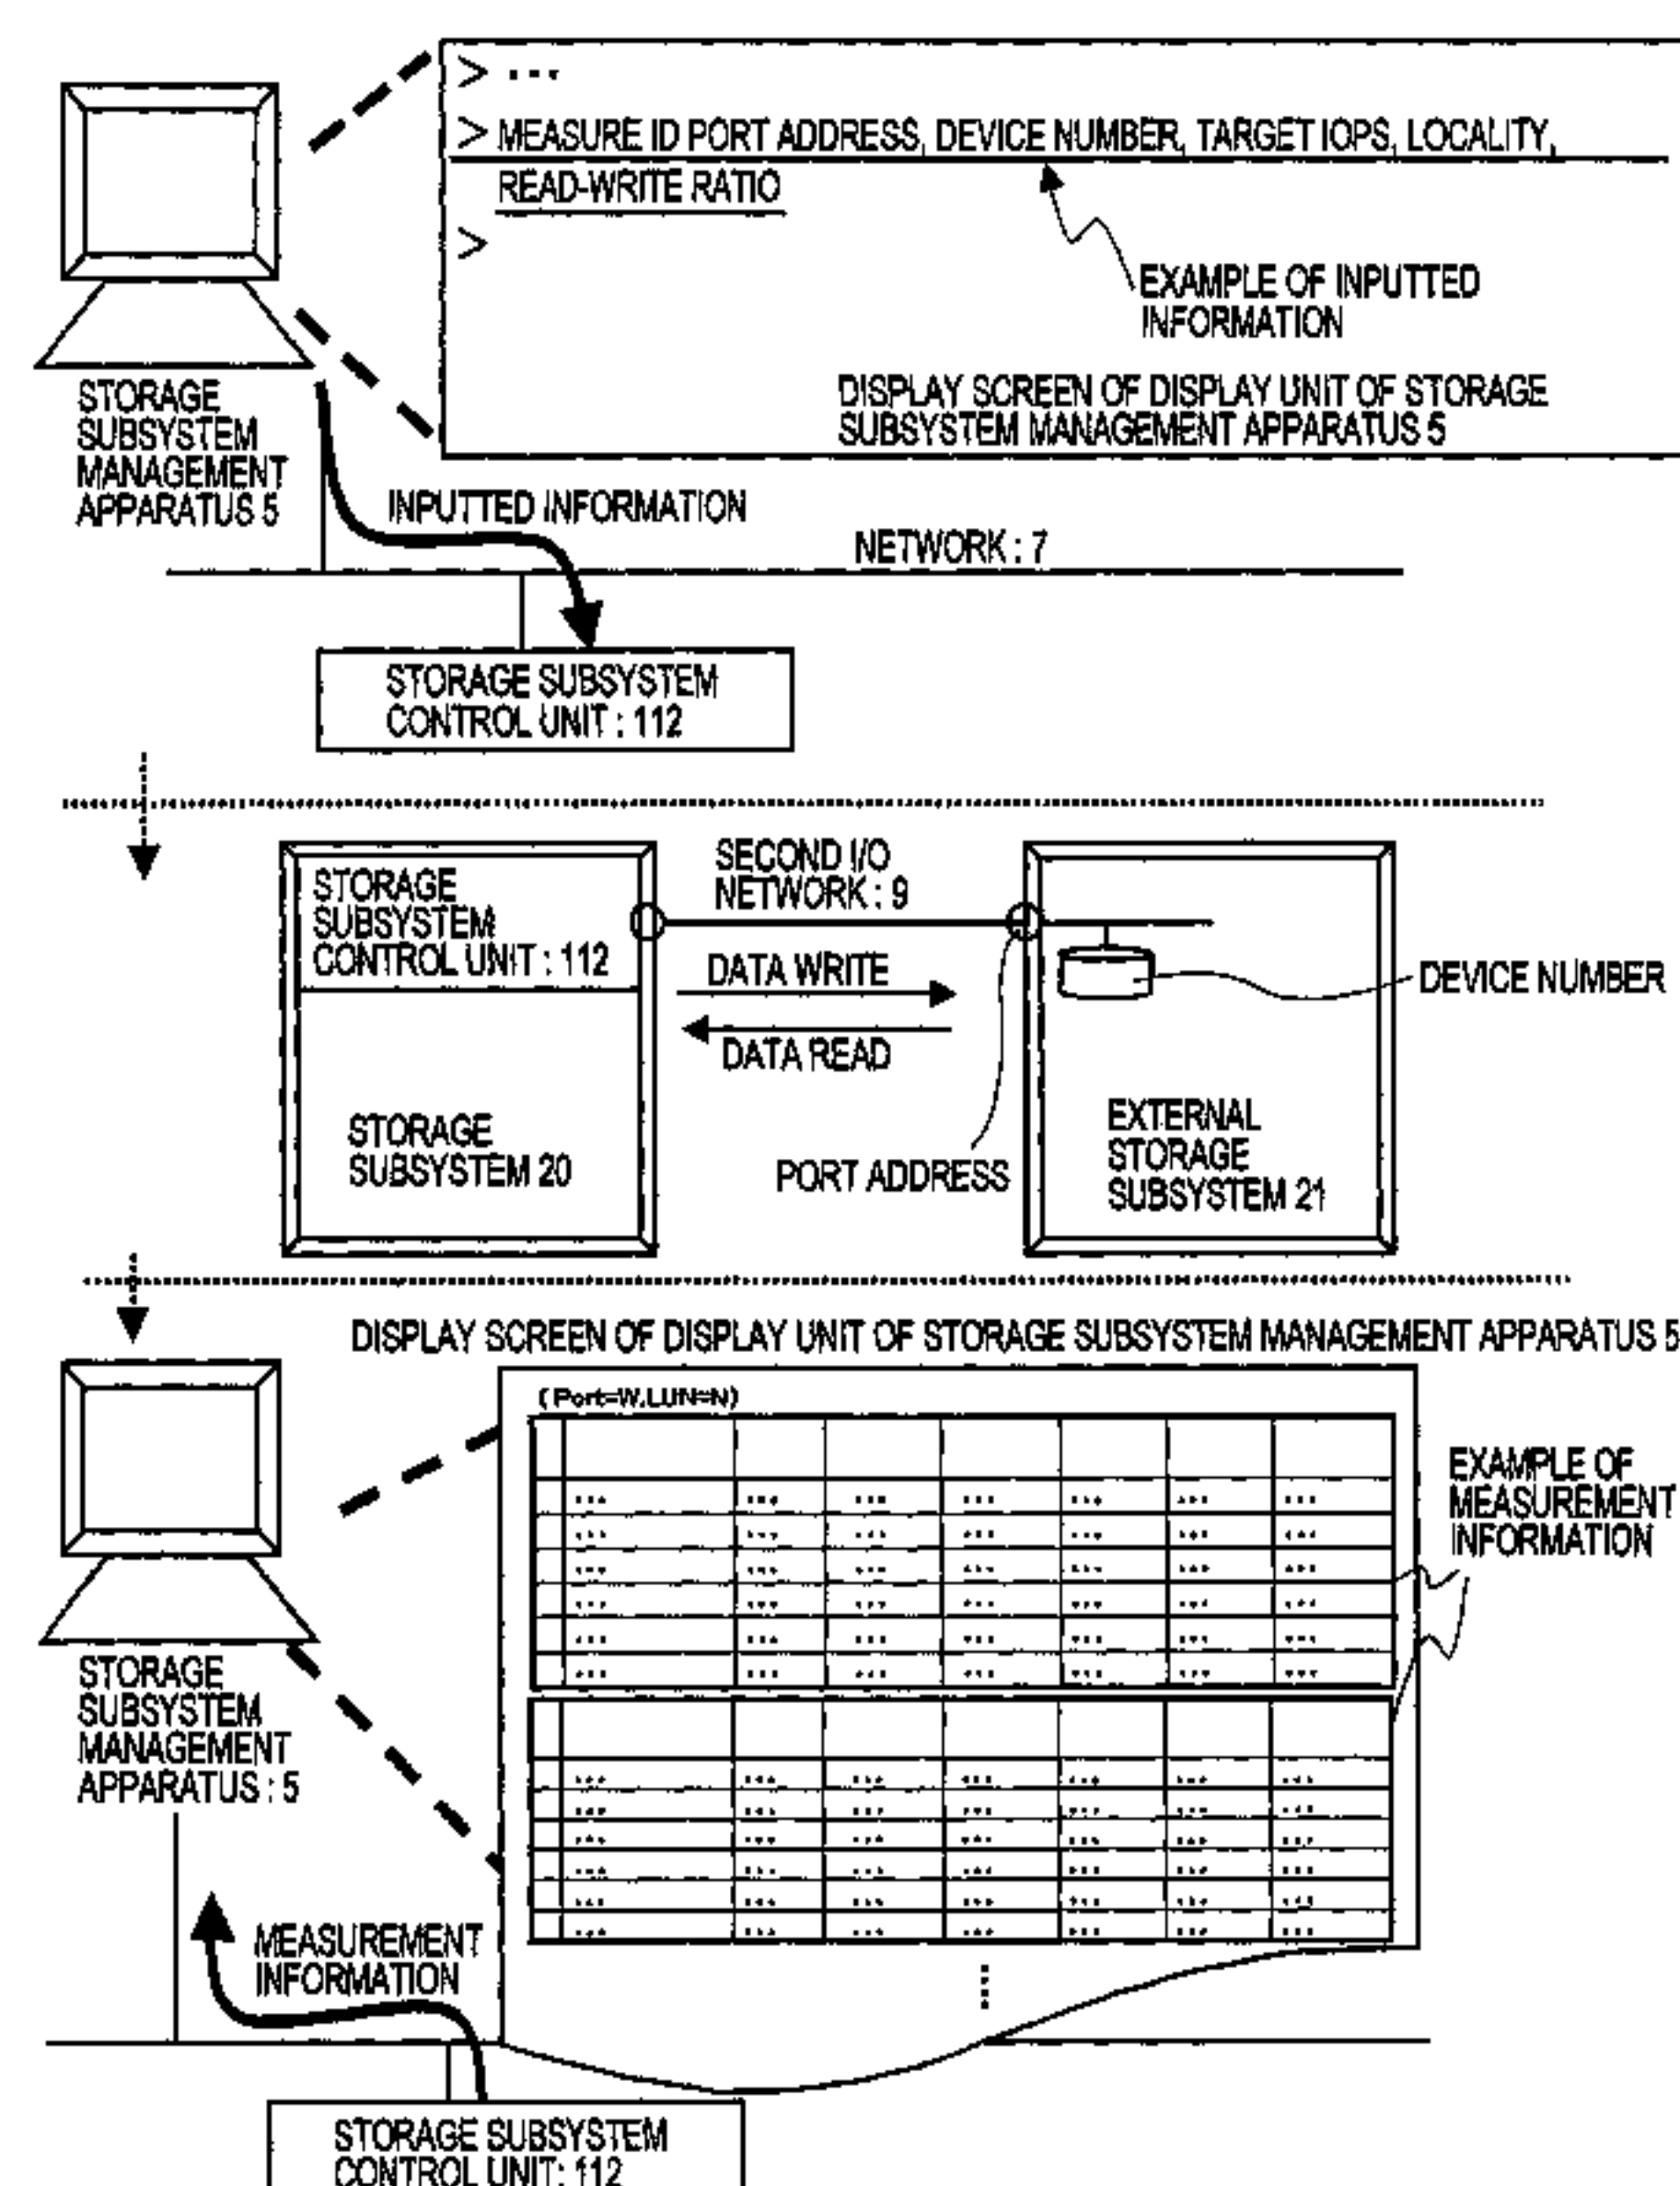 > ...
> MEASURE ID PORT ADDRESS, DEVICE NUMBER, TARGET IOPS, LOCALITY,
READ-WRITE RATIO
>
EXAMPLE OF INPUTTED
INFORMATION
DISPLAY SCREEN OF DISPLAY UNIT OF STORAGE
SUBSYSTEM MANAGEMENT APPARATUS 5
STORAGE
SUBSYSTEM
MANAGEMENT
APPARATUS 5
INPUTTED INFORMATION
NETWORK : 7
STORAGE SUBSYSTEM
CONTROL UNIT : 112
STORAGE
SUBSYSTEM
CONTROL UNIT : 112
SECOND I/O
NETWORK : 9
DATA WRITE
DATA READ
DEVICE NUMBER
STORAGE
SUBSYSTEM 20
PORT ADDRESS
EXTERNAL
STORAGE
SUBSYSTEM 21
DISPLAY SCREEN OF DISPLAY UNIT OF STORAGE SUBSYSTEM MANAGEMENT APPARATUS 5
( Port=W,LUN=N)
... ... ... ... ... ... ...
... ... ... ... ... ... ...
... ... ... ... ... ... ...
... ... ... ... ... ... ...
... ... ... ... ... ... ...
... ... ... ... ... ... ...
EXAMPLE OF
MEASUREMENT
INFORMATION
... ... ... ... ... ... ...
... ... ... ... ... ... ...
... ... ... ... ... ... ...
... ... ... ... ... ... ...
... ... ... ... ... ... ...
... ... ... ... ... ... ...
STORAGE
SUBSYSTEM
MANAGEMENT
APPARATUS : 5
MEASUREMENT
INFORMATION
STORAGE SUBSYSTEM
CONTROL UNIT: 112